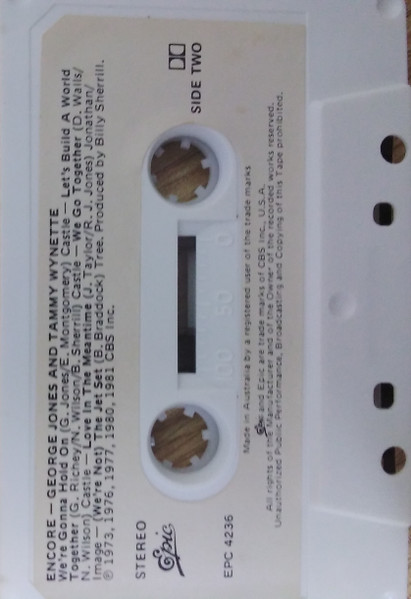 ENCORE — GEORGE JONES AND TAMMY WYNETTE
We're Gonna Hold On (G. Jones/E. Montgomery) Castle — Let's Build A World
Together (G. Richey/N. Wilson/B. Sherrill) Castle — We Go Together (D. Walls/
N. Wilson) Castle — Love In The Meantime (J. Taylor/R. J. Jones) Jonathan/
Image — (We're Not) The Jet Set (B. Braddock) Tree. Produced by Billy Sherrill.
℗ 1973, 1976, 1977, 1980, 1981 CBS Inc.
STEREO
SIDE TWO
Epic
EPC 4236
100 50 0
Made in Australia by a registered user of the trade marks
Epic and Epic are trade marks of CBS Inc., U.S.A.
All rights of the Manufacturer and of the Owner of the recorded works reserved.
Unauthorized Public Performance, Broadcasting and Copying of this Tape prohibited.